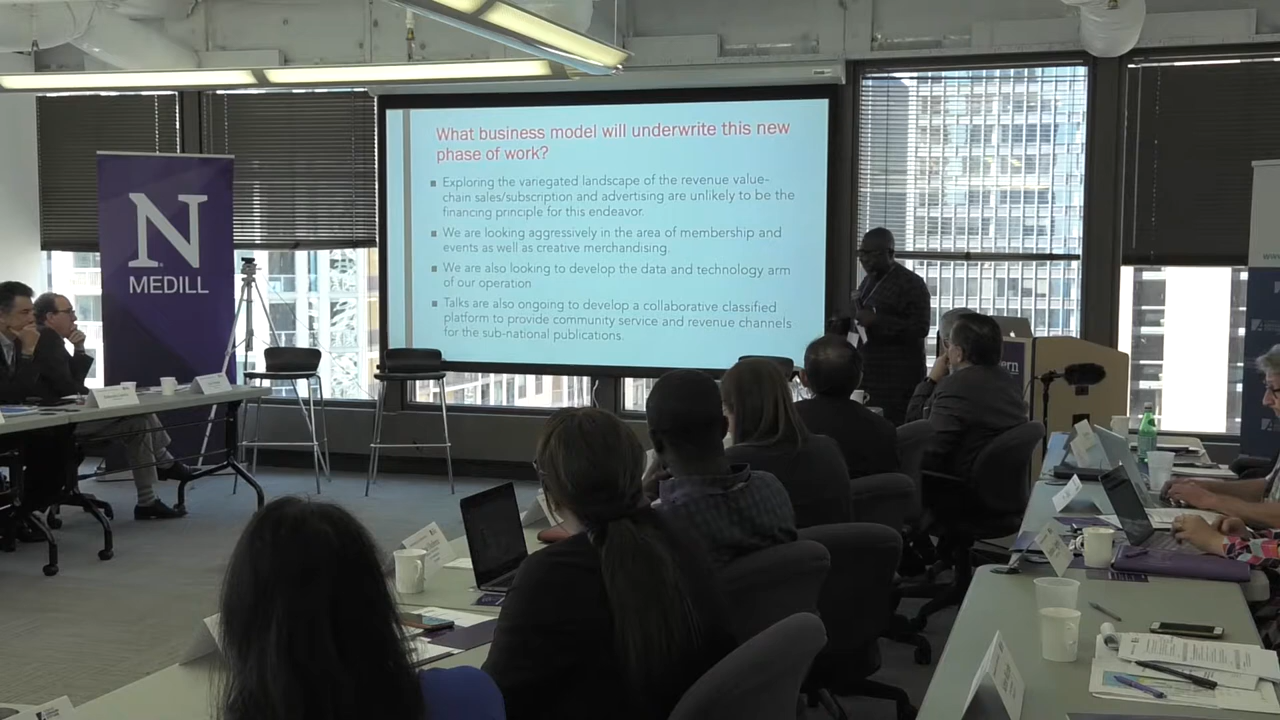 What business model will underwrite this new
phase of work?
Exploring the variegated landscape of the revenue value-
chain sales/subscription and advertising are unlikely to be the
financing principle for this endeavor.
We are looking aggressively in the area of membership and
events as well as creative merchandising.
We are also looking to develop the data and technology arm
of our operation
Talks are also ongoing to develop a collaborative classified
platform to provide community service and revenue channels
for the sub-national publications.
N
MEDILL